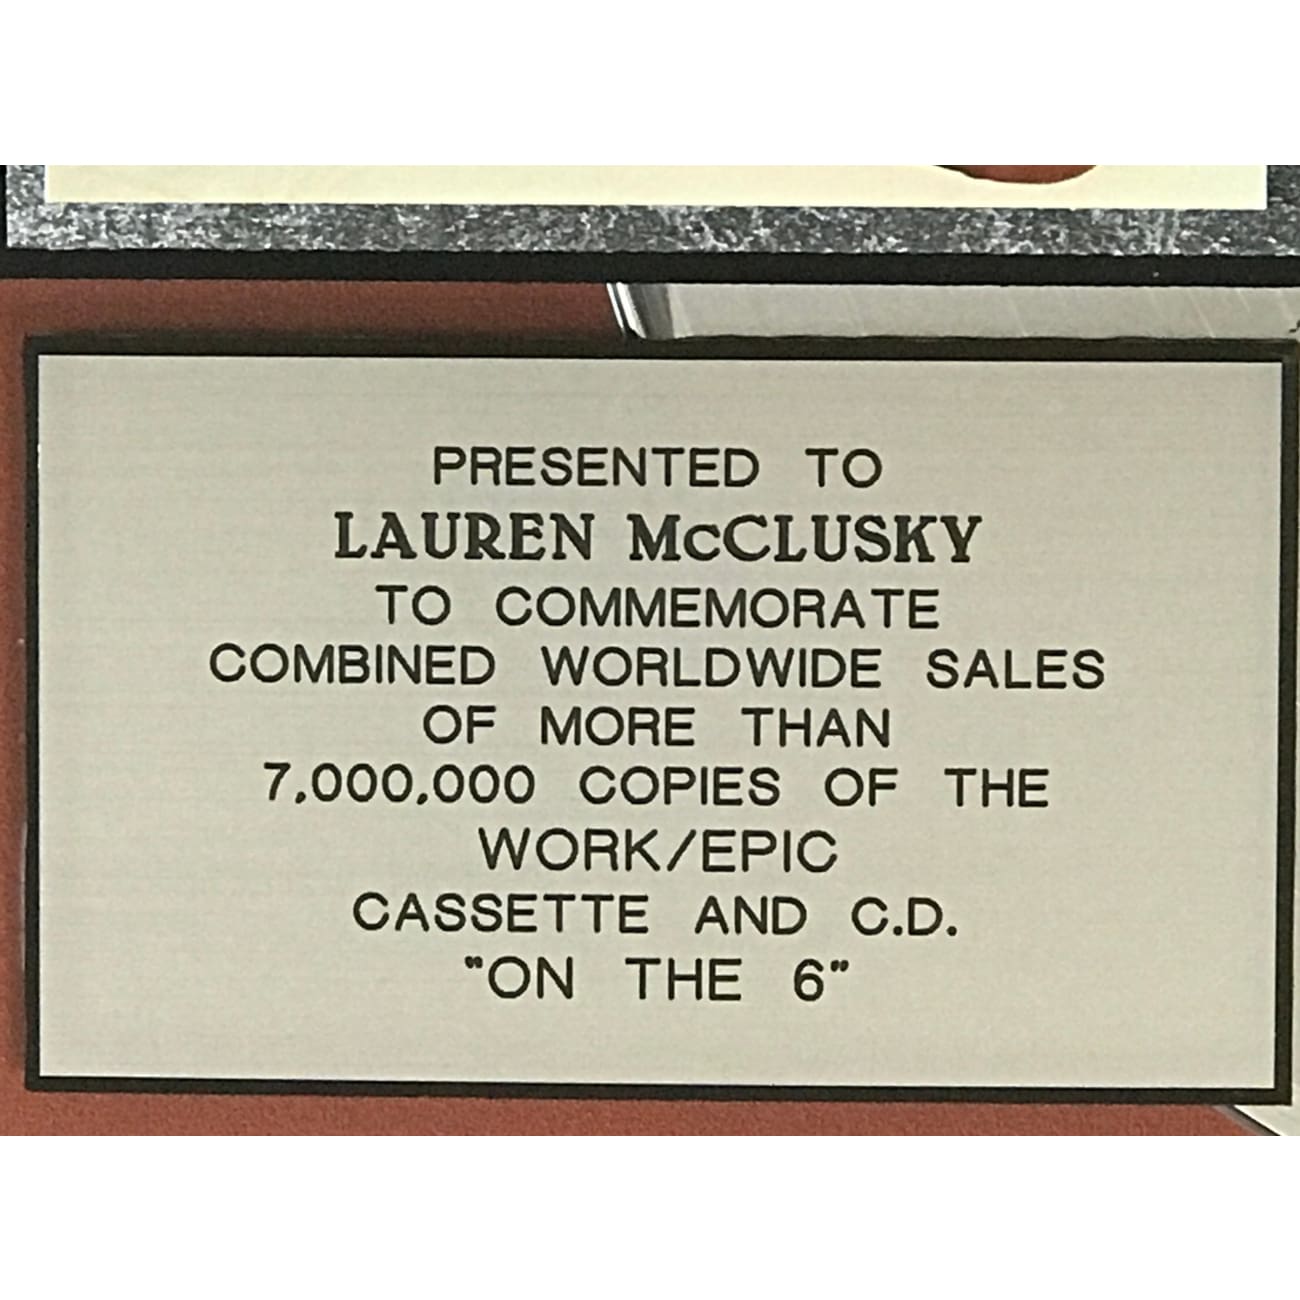 PRESENTED TO
LAUREN McCLUSKY
TO COMMEMORATE
COMBINED WORLDWIDE SALES
OF MORE THAN
7,000,000 COPIES OF THE
WORK/EPIC
CASSETTE AND C.D.
"ON THE 6"